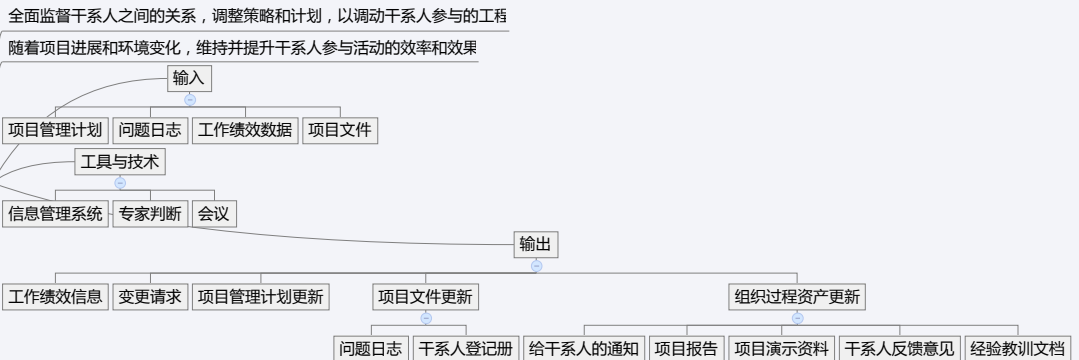 全面监督干系人之间的关系，调整策略和计划，以调动干系人参与的工程
随着项目进展和环境变化，维持并提升干系人参与活动的效率和效果
输入
项目管理计划 问题日志 工作绩效数据 项目文件
工具与技术
信息管理系统 专家判断 会议
输出
工作绩效信息 变更请求 项目管理计划更新 项目文件更新 组织过程资产更新
问题日志 干系人登记册 给干系人的通知 项目报告 项目演示资料 干系人反馈意见 经验教训文档